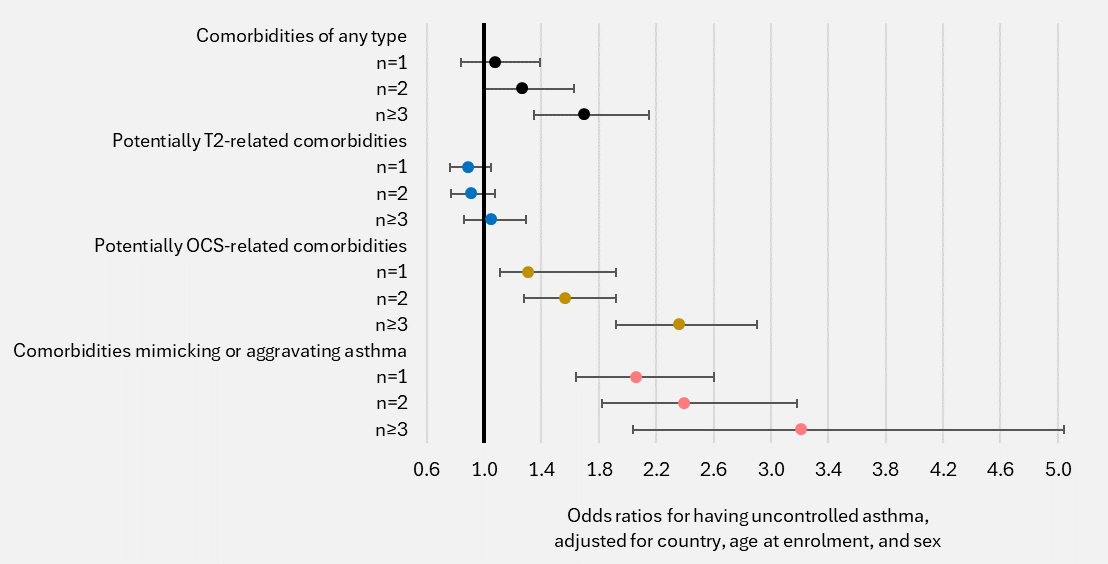 Comorbidities of any type
n=1
n=2
n≥3
Potentially T2-related comorbidities
n=1
n=2
n≥3
Potentially OCS-related comorbidities
n=1
n=2
n≥3
Comorbidities mimicking or aggravating asthma
n=1
n=2
n≥3
0.6 1.0 1.4 1.8 2.2 2.6 3.0 3.4 3.8 4.2 4.6 5.0
Odds ratios for having uncontrolled asthma,
adjusted for country, age at enrolment, and sex